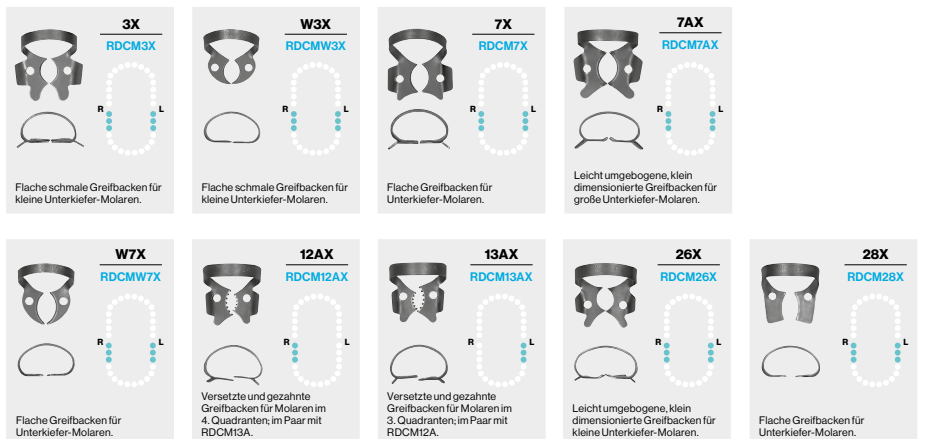 3X
RDCM3X
R L
Flache schmale Greifbacken für
kleine Unterkiefer-Molaren.
W3X
RDCMW3X
R L
Flache schmale Greifbacken für
kleine Unterkiefer-Molaren.
7X
RDCM7X
R L
Flache Greifbacken für
Unterkiefer-Molaren.
7AX
RDCM7AX
R L
Leicht umgebogene, klein
dimensionierte Greifbacken für
große Unterkiefer-Molaren.
W7X
RDCMW7X
R L
Flache Greifbacken für
Unterkiefer-Molaren.
12AX
RDCM12AX
R L
Versetzte und gezahnte
Greifbacken für Molaren im
4. Quadranten; im Paar mit
RDCM13A.
13AX
RDCM13AX
R L
Versetzte und gezahnte
Greifbacken für Molaren im
3. Quadranten; im Paar mit
RDCM12A.
26X
RDCM26X
R L
Leicht umgebogene, klein
dimensionierte Greifbacken für
kleine Unterkiefer-Molaren.
28X
RDCM28X
R L
Flache Greifbacken für
Unterkiefer-Molaren.